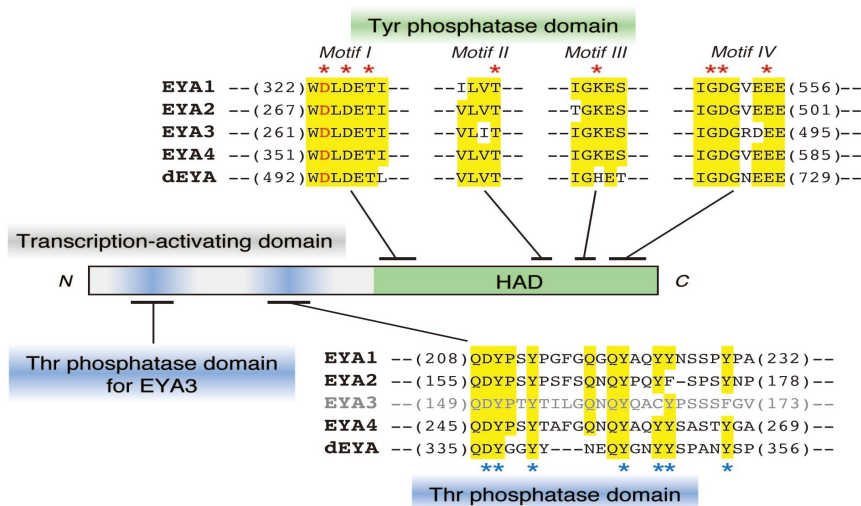 Tyr phosphatase domain
Motif I Motif II Motif III Motif IV
* * * * * ** *
EYA1 --(322)WDLDETI-- --ILVT-- --IGKES-- --IGDGVEEE(556)
EYA2 --(267)WDLDETI-- --VLVT-- --TGKES-- --IGDGVEEE(501)
EYA3 --(261)WDLDETI-- --VLIT-- --IGKES-- --IGDGRDEE(495)
EYA4 --(351)WDLDETI-- --VLVT-- --IGKES-- --IGDGVEEE(585)
dEYA --(492)WDLDETL-- --VLVT-- --IGHET-- --IGDGNEEE(729)
Transcription-activating domain
N HAD C
Thr phosphatase domain
for EYA3
EYA1 --(208)QDYPSYPGFGQGQYAQYYNSSPYPA(232)--
EYA2 --(155)QDYPSYPSFSQNQYPQYF-SPSYNP(178)--
EYA3 --(149)QDYPTYTILGQNQYQACYPSSSFGV(173)--
EYA4 --(245)QDYPSYTAFGQNQYAQYYSASTYGA(269)--
dEYA --(335)QDYGGYY---NEQYGNYYSPANYSP(356)--
** * * ** *
Thr phosphatase domain